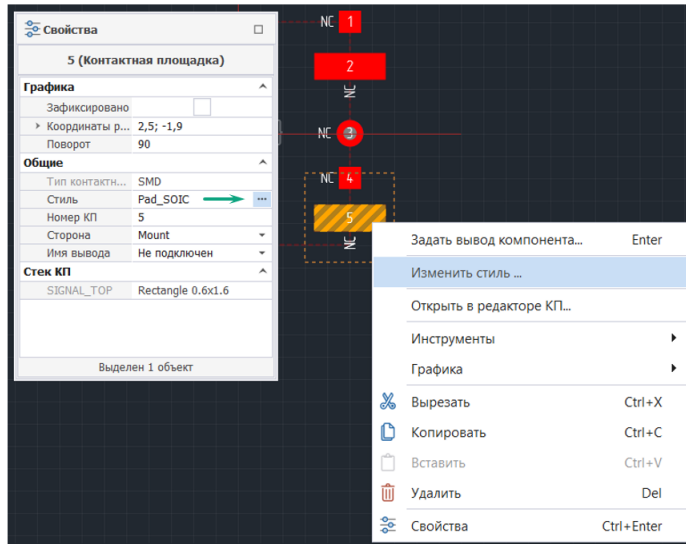 Свойства
5 (Контактная площадка)
Графика
Зафиксировано
Координаты р... 2,5; -1,9
Поворот 90
Общие
Тип контактн... SMD
Стиль Pad_SOIC ...
Номер КП 5
Сторона Mount
Имя вывода Не подключен
Стек КП
SIGNAL_TOP Rectangle 0.6x1.6
Выделен 1 объект
NC 1
2
NC
NC 3
NC 4
5
NC
Задать вывод компонента... Enter
Изменить стиль ...
Открыть в редакторе КП...
Инструменты
Графика
Вырезать Ctrl+X
Копировать Ctrl+C
Вставить Ctrl+V
Удалить Del
Свойства Ctrl+Enter